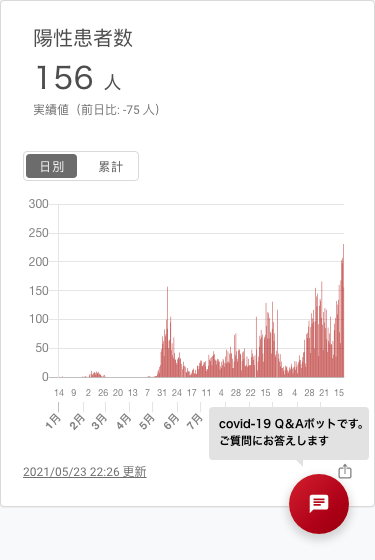 陽性患者数
156 人
実績値（前日比: -75 人）
日別 累計
300
250
200
150
100
50
0
14 9 2 26 20 13 7 31 24 17 11 4 28 22 15 8 4 28 21 15
1月 2月 3月 4月 5月 6月 7月
covid-19 Q&Aボットです。
ご質問にお答えします
2021/05/23 22:26 更新